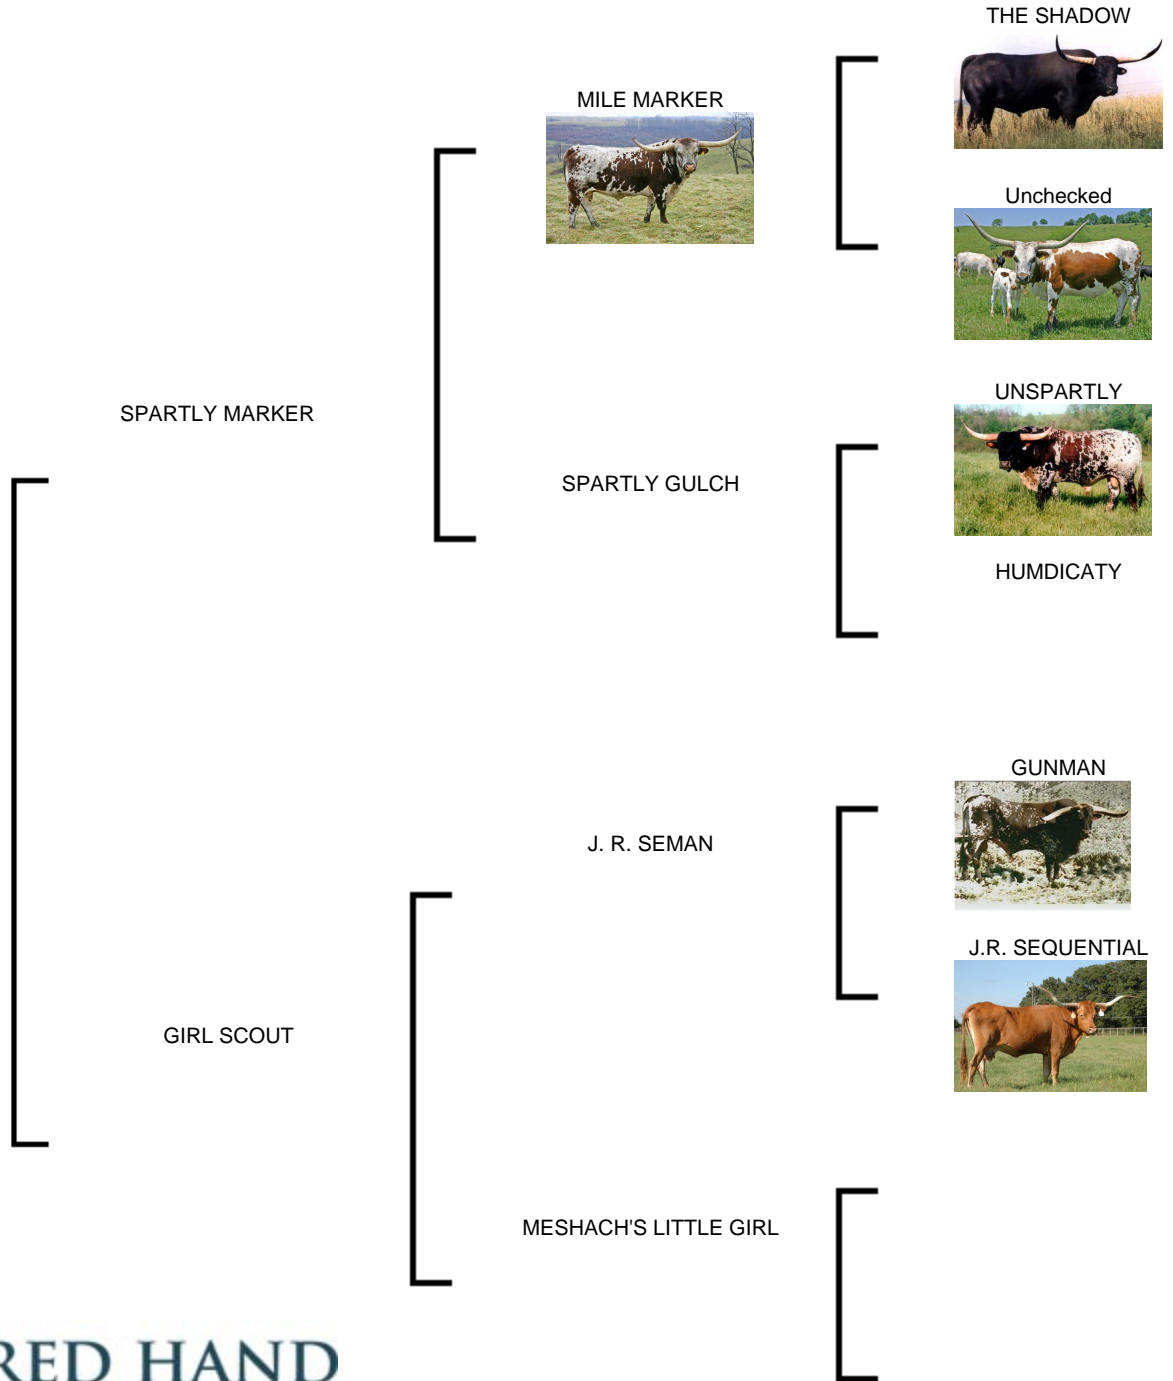 THE SHADOW
MILE MARKER
Unchecked
SPARTLY MARKER
UNSPARTLY
SPARTLY GULCH
HUMDICATY
GUNMAN
J. R. SEMAN
J.R. SEQUENTIAL
GIRL SCOUT
MESHACH'S LITTLE GIRL
RED HAND